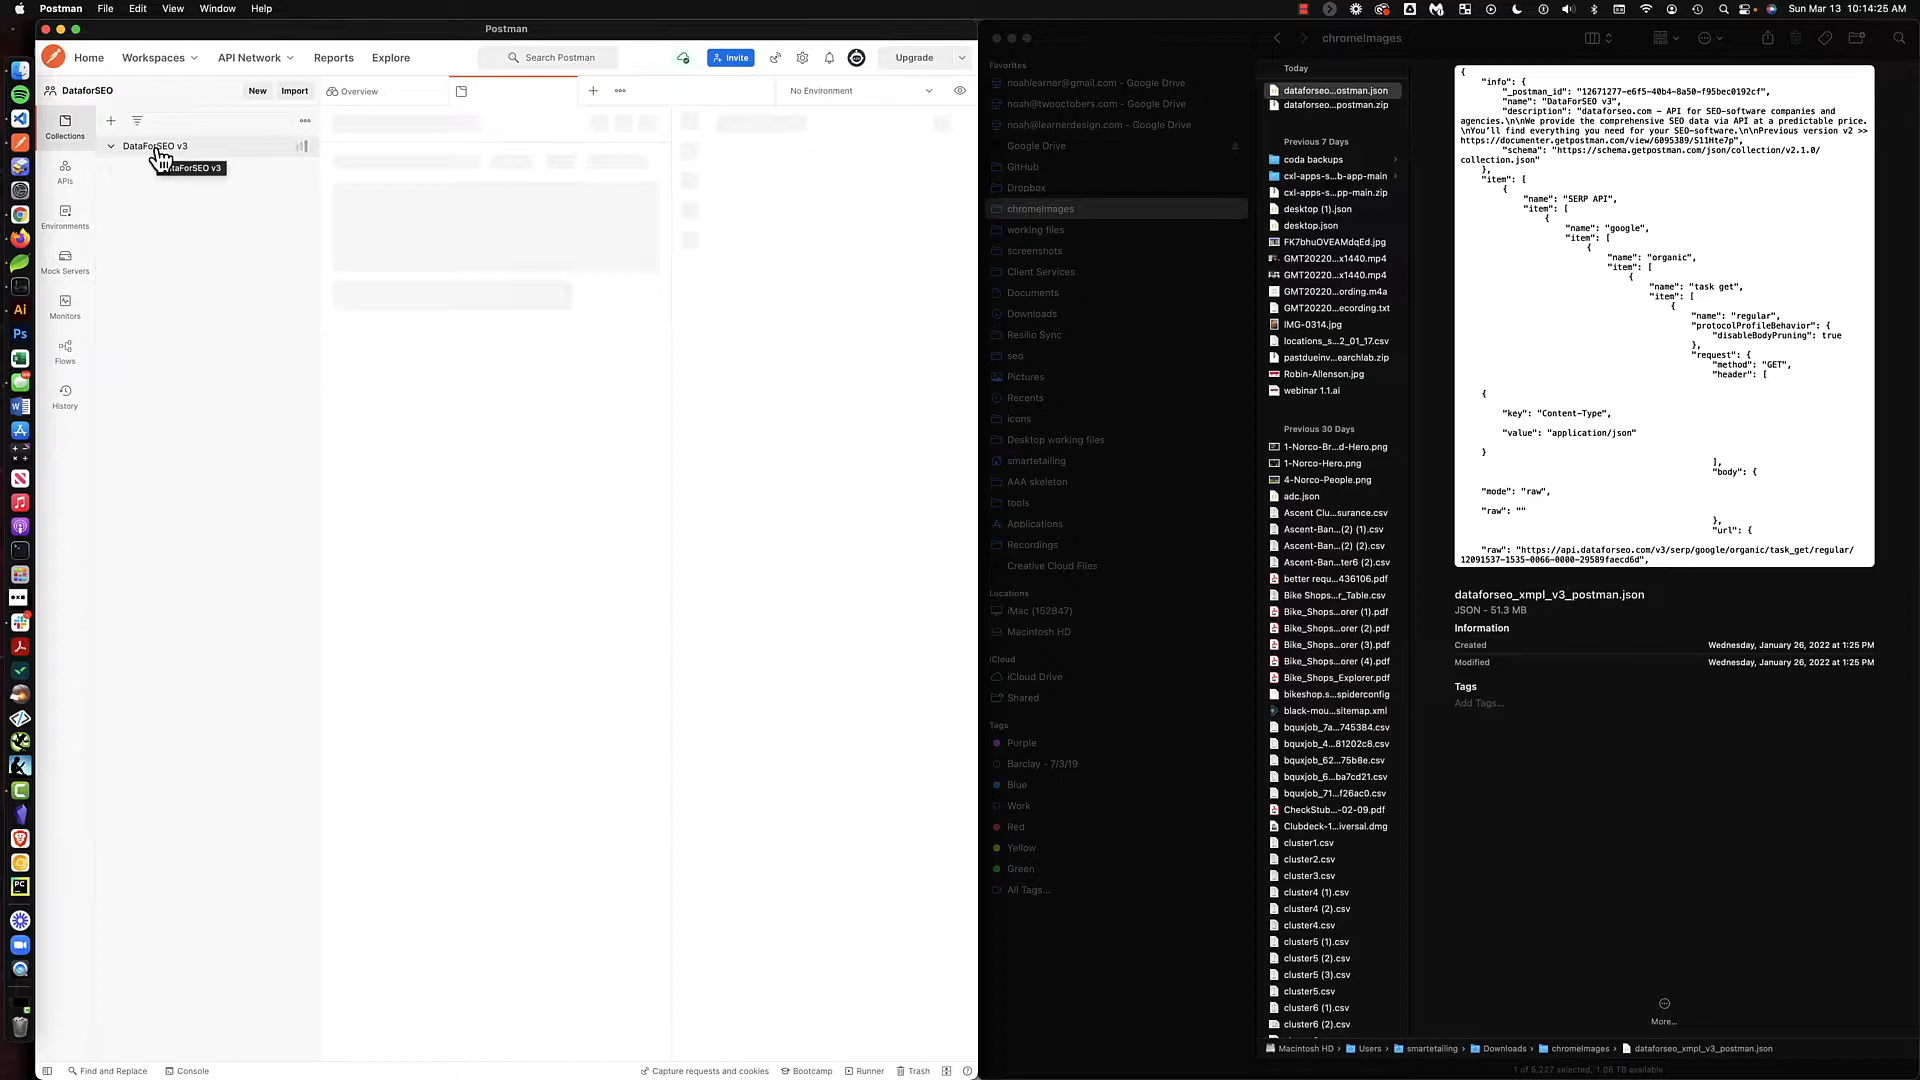 Postman File Edit View Window Help
Sun Mar 13 10:14:25 AM
Postman
Home Workspaces API Network Reports Explore
Search Postman
Invite
Upgrade
DataforSEO
New Import
Overview
No Environment
Collections
APIs
Environments
Mock Servers
Monitors
Flows
History
DataForSEO v3
DataForSEO v3
Find and Replace Console
Capture requests and cookies Bootcamp Runner Trash
chromeImages
Favorites
noahlearner@gmail.com - Google Drive
noah@twooctobers.com - Google Drive
noah@learnerdesign.com - Google Drive
Google Drive
GitHub
Dropbox
chromeImages
working files
screenshots
Client Services
Documents
Downloads
Resilio Sync
seo
Pictures
Recents
icons
Desktop working files
smartetailing
AAA skeleton
tools
Applications
Recordings
Creative Cloud Files
Locations
iMac (152847)
Macintosh HD
iCloud
iCloud Drive
Shared
Tags
Purple
Barclay - 7/3/19
Blue
Work
Red
Yellow
Green
All Tags...
Today
dataforseo...ostman.json
dataforseo...postman.zip
Previous 7 Days
coda backups
cxl-apps-s...b-app-main
cxl-apps-s...pp-main.zip
desktop (1).json
desktop.json
FK7bhuOVEAMdqEd.jpg
GMT20220...x1440.mp4
GMT20220...x1440.mp4
GMT20220...ording.m4a
GMT20220...ecording.txt
IMG-0314.jpg
locations_s...2_01_17.csv
pastdueinv...earchlab.zip
Robin-Allenson.jpg
webinar 1.1.ai
Previous 30 Days
1-Norco-Br...d-Hero.png
1-Norco-Hero.png
4-Norco-People.png
adc.json
Ascent Clu...surance.csv
Ascent-Ban...(2) (1).csv
Ascent-Ban...(2) (2).csv
Ascent-Ban...ter6 (2).csv
better requ...436106.pdf
Bike Shops...r_Table.csv
Bike_Shops...orer (1).pdf
Bike_Shops...orer (2).pdf
Bike_Shops...orer (3).pdf
Bike_Shops...orer (4).pdf
Bike_Shops_Explorer.pdf
bikeshop.s...spiderconfig
black-mou...sitemap.xml
bquxjob_7a...745384.csv
bquxjob_4...81202c8.csv
bquxjob_62...75b8e.csv
bquxjob_6...ba7cd21.csv
bquxjob_71...f26ac0.csv
CheckStub...-02-09.pdf
Clubdeck-1...iversal.dmg
cluster1.csv
cluster2.csv
cluster3.csv
cluster4 (1).csv
cluster4 (2).csv
cluster4.csv
cluster5 (1).csv
cluster5 (2).csv
cluster5 (3).csv
cluster5.csv
cluster6 (1).csv
cluster6 (2).csv
{
"info": {
"_postman_id": "12671277-e6f5-40b4-8a50-f95bec0192cf",
"name": "DataForSEO v3",
"description": "dataforseo.com – API for SEO-software companies and
agencies.\n\nWe provide the comprehensive SEO data via API at a predictable price.
\nYou'll find everything you need for your SEO-software.\n\nPrevious version v2 >>
https://documenter.getpostman.com/view/6095389/S11Hte7p",
"schema": "https://schema.getpostman.com/json/collection/v2.1.0/
collection.json"
},
"item": [
{
"name": "SERP API",
"item": [
{
"name": "google",
"item": [
{
"name": "organic",
"item": [
{
"name": "task get",
"item": [
{
"name": "regular",
"protocolProfileBehavior": {
"disableBodyPruning": true
},
"request": {
"method": "GET",
"header": [
{
"key": "Content-Type",
"value": "application/json"
}
],
"body": {
"mode": "raw",
"raw": ""
},
"url": {
"raw": "https://api.dataforseo.com/v3/serp/google/organic/task_get/regular/
12091537-1535-0066-0000-29589faecd6d",
dataforseo_xmpl_v3_postman.json
JSON - 51.3 MB
Information
Created Wednesday, January 26, 2022 at 1:25 PM
Modified Wednesday, January 26, 2022 at 1:25 PM
Tags
Add Tags...
More...
Macintosh HD › Users › smartetailing › Downloads › chromeImages › dataforseo_xmpl_v3_postman.json
1 of 5,227 selected, 1.06 TB available